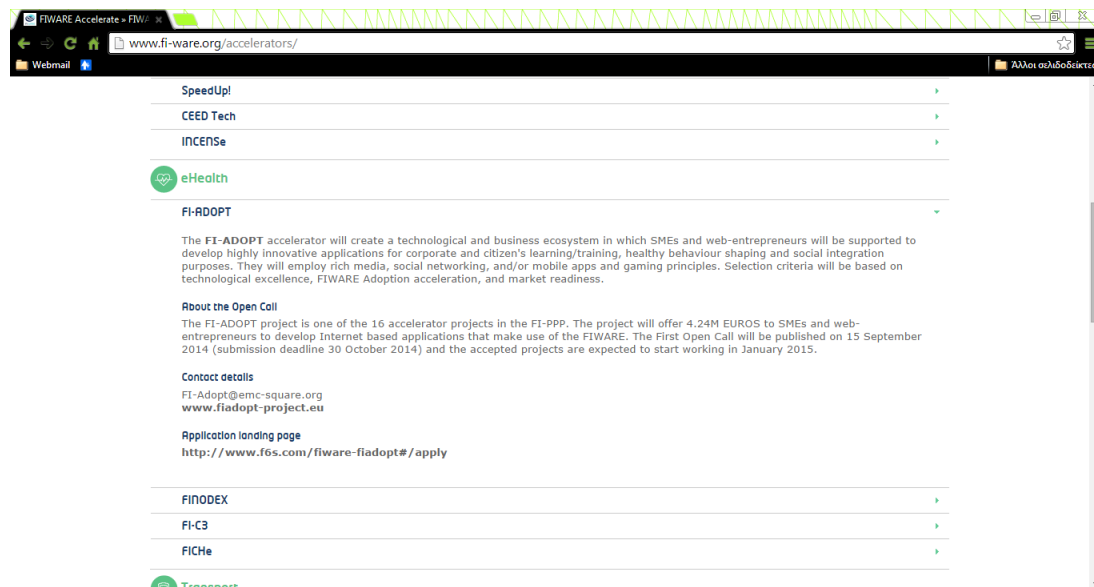 FIWARE Accelerate » FIWA
www.fi-ware.org/accelerators/
Webmail
Άλλοι σελιδοδείκτες
SpeedUp!
CEED Tech
INCENSe
eHealth
FI-ADOPT
The FI-ADOPT accelerator will create a technological and business ecosystem in which SMEs and web-entrepreneurs will be supported to
develop highly innovative applications for corporate and citizen's learning/training, healthy behaviour shaping and social integration
purposes. They will employ rich media, social networking, and/or mobile apps and gaming principles. Selection criteria will be based on
technological excellence, FIWARE Adoption acceleration, and market readiness.
About the Open Call
The FI-ADOPT project is one of the 16 accelerator projects in the FI-PPP. The project will offer 4.24M EUROS to SMEs and web-
entrepreneurs to develop Internet based applications that make use of the FIWARE. The First Open Call will be published on 15 September
2014 (submission deadline 30 October 2014) and the accepted projects are expected to start working in January 2015.
Contact details
FI-Adopt@emc-square.org
www.fiadopt-project.eu
Application landing page
http://www.f6s.com/fiware-fiadopt#/apply
FINODEX
FI-C3
FICHe
Transport